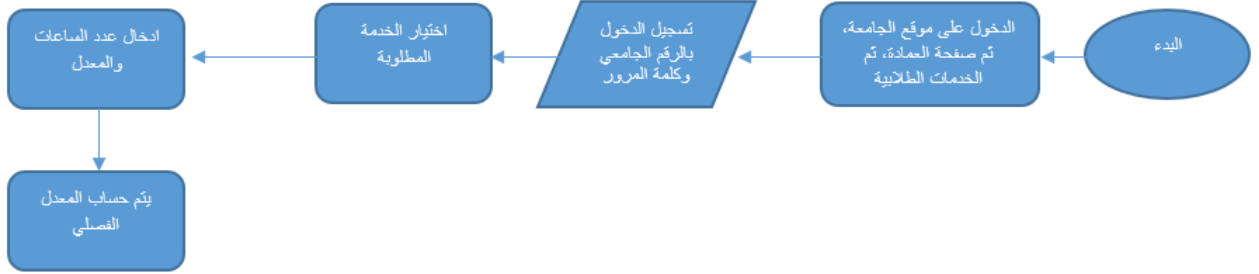 البدء
الدخول على موقع الجامعة،
ثم صفحة العمادة، ثم
الخدمات الطلابية
تسجيل الدخول
بالرقم الجامعي
وكلمة المرور
اختيار الخدمة
المطلوبة
ادخال عدد الساعات
والمعدل
يتم حساب المعدل
الفصلي